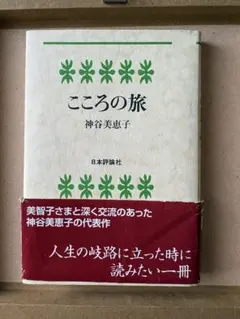 こころの旅
神谷美恵子
日本評論社
美智子さまと深く交流のあった
神谷美恵子の代表作
人生の岐路に立った時に
読みたい一冊